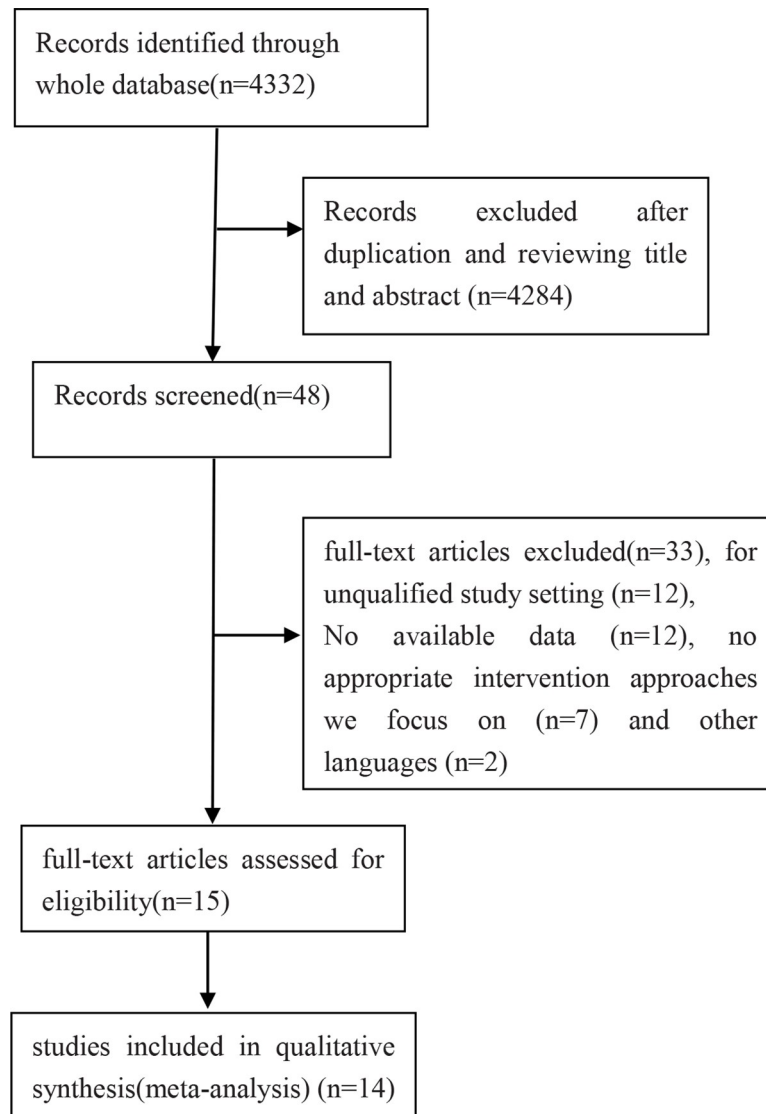 Records identified through
whole database(n=4332)
Records excluded after
duplication and reviewing title
and abstract (n=4284)
Records screened(n=48)
full-text articles excluded(n=33), for
unqualified study setting (n=12),
No available data (n=12), no
appropriate intervention approaches
we focus on (n=7) and other
languages (n=2)
full-text articles assessed for
eligibility(n=15)
studies included in qualitative
synthesis(meta-analysis) (n=14)